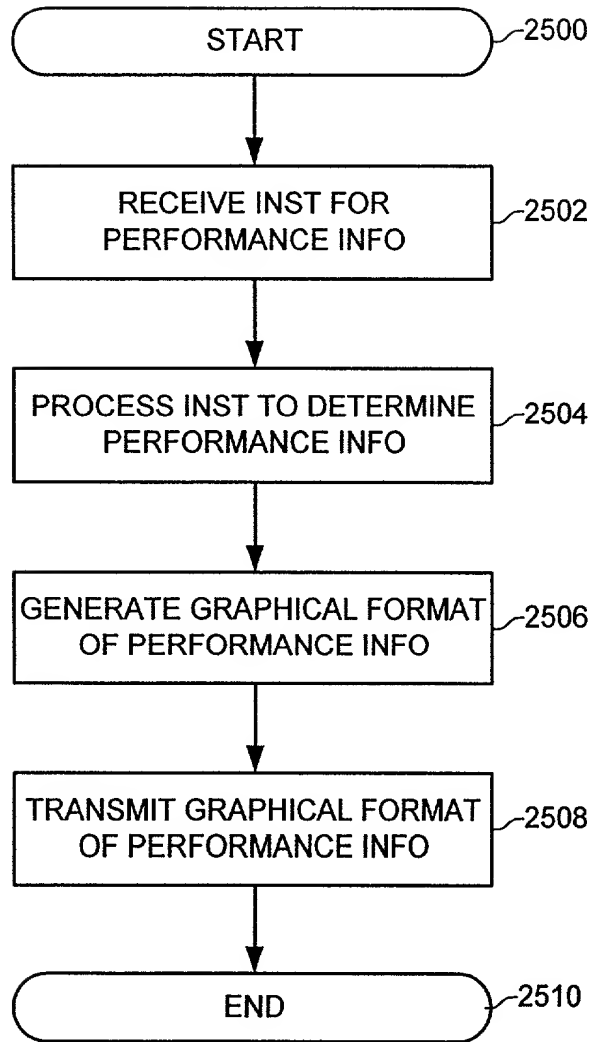 START
2500
RECEIVE INST FOR
PERFORMANCE INFO
2502
PROCESS INST TO DETERMINE
PERFORMANCE INFO
2504
GENERATE GRAPHICAL FORMAT
OF PERFORMANCE INFO
2506
TRANSMIT GRAPHICAL FORMAT
OF PERFORMANCE INFO
2508
END
2510